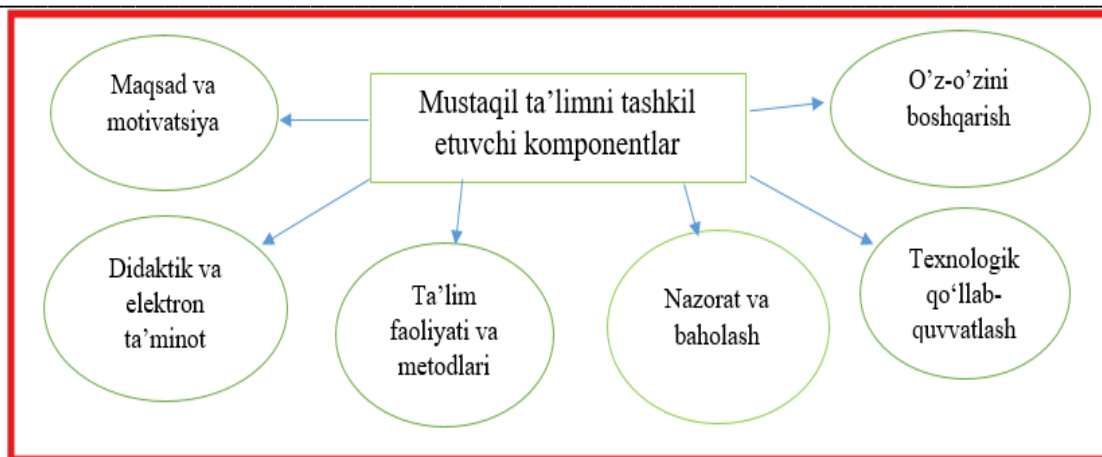 Mustaqil ta’limni tashkil
etuvchi komponentlar
Maqsad va
motivatsiya
O’z-o’zini
boshqarish
Didaktik va
elektron
ta’minot
Ta’lim
faoliyati va
metodlari
Nazorat va
baholash
Texnologik
qo‘llab-
quvvatlash